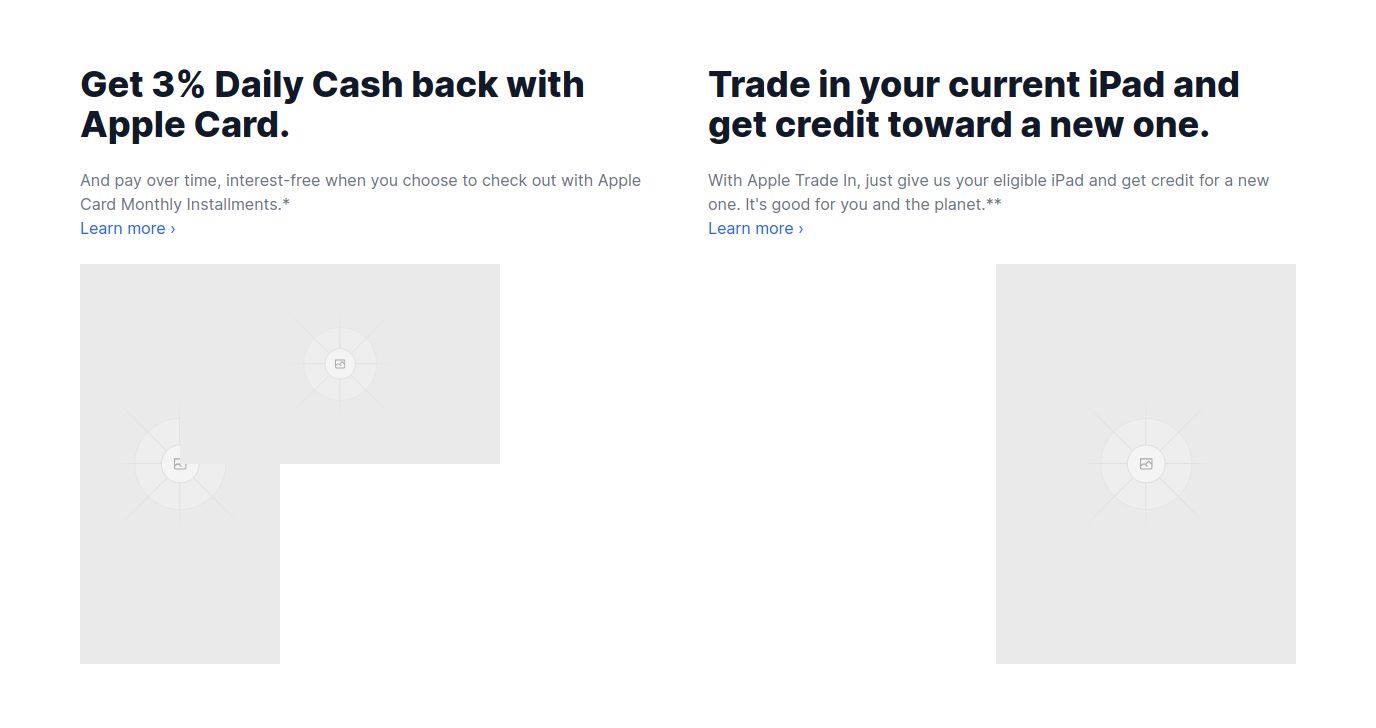 Get 3% Daily Cash back with
Apple Card.
And pay over time, interest-free when you choose to check out with Apple
Card Monthly Installments.*
Learn more ›
Trade in your current iPad and
get credit toward a new one.
With Apple Trade In, just give us your eligible iPad and get credit for a new
one. It's good for you and the planet.**
Learn more ›